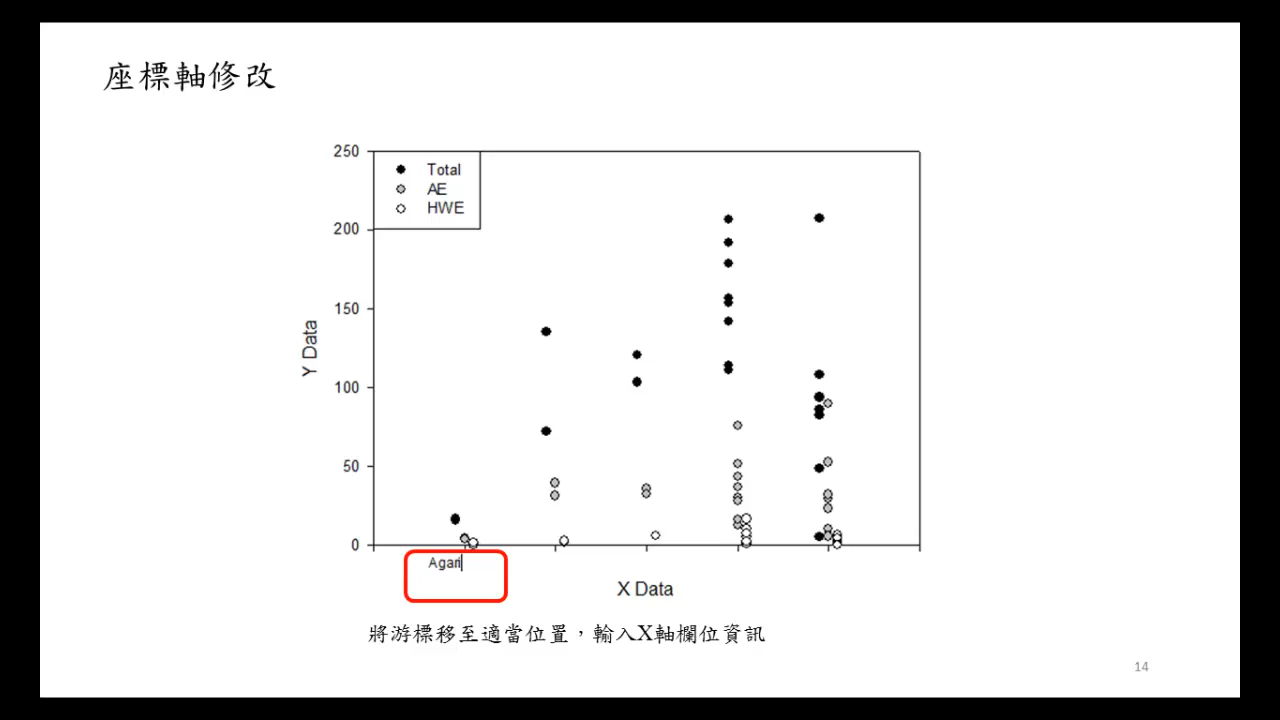 座標軸修改
250
Total
AE
HWE
200
150
Y Data
100
50
0
Agari
X Data
將游標移至適當位置，輸入X軸欄位資訊
14